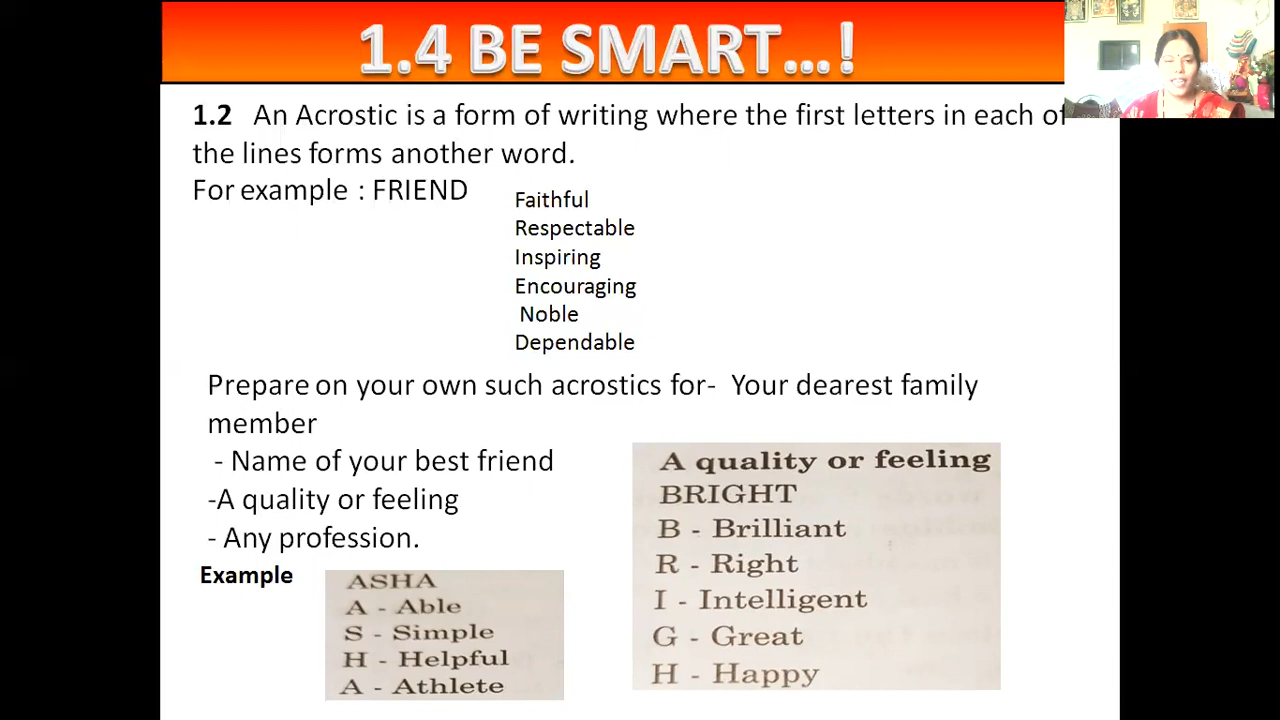 1.4 BE SMART...!
1.2 An Acrostic is a form of writing where the first letters in each of
the lines forms another word.
For example : FRIEND
Faithful
Respectable
Inspiring
Encouraging
Noble
Dependable
Prepare on your own such acrostics for- Your dearest family
member
- Name of your best friend
-A quality or feeling
- Any profession.
Example
ASHA
A - Able
S - Simple
H - Helpful
A - Athlete
A quality or feeling
BRIGHT
B - Brilliant
R - Right
I - Intelligent
G - Great
H - Happy